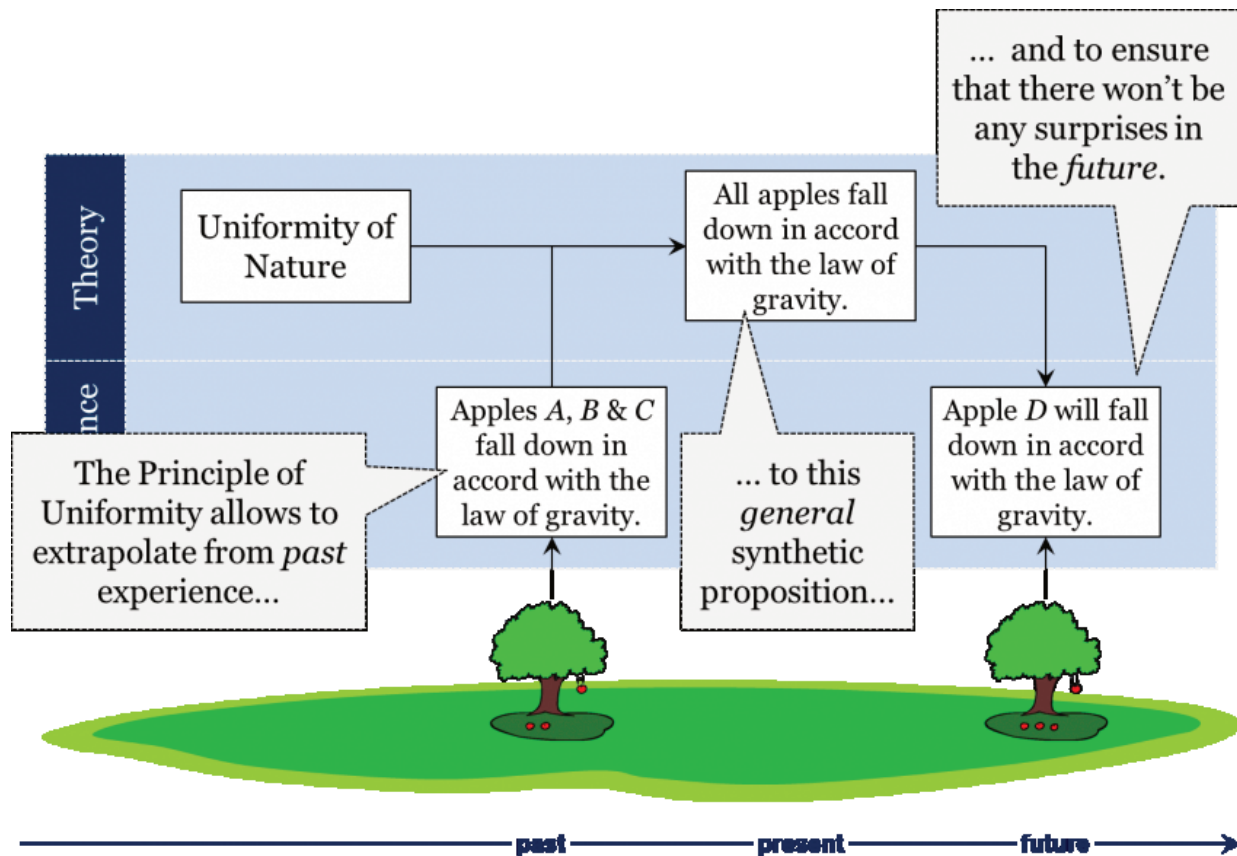 … and to ensure
that there won’t be
any surprises in
the future.
Theory
Uniformity of
Nature
All apples fall
down in accord
with the law of
gravity.
Apples A, B & C
fall down in
accord with the
law of gravity.
Apple D will fall
down in accord
with the law of
gravity.
The Principle of
Uniformity allows to
extrapolate from past
experience…
… to this
general
synthetic
proposition…
past
present
future